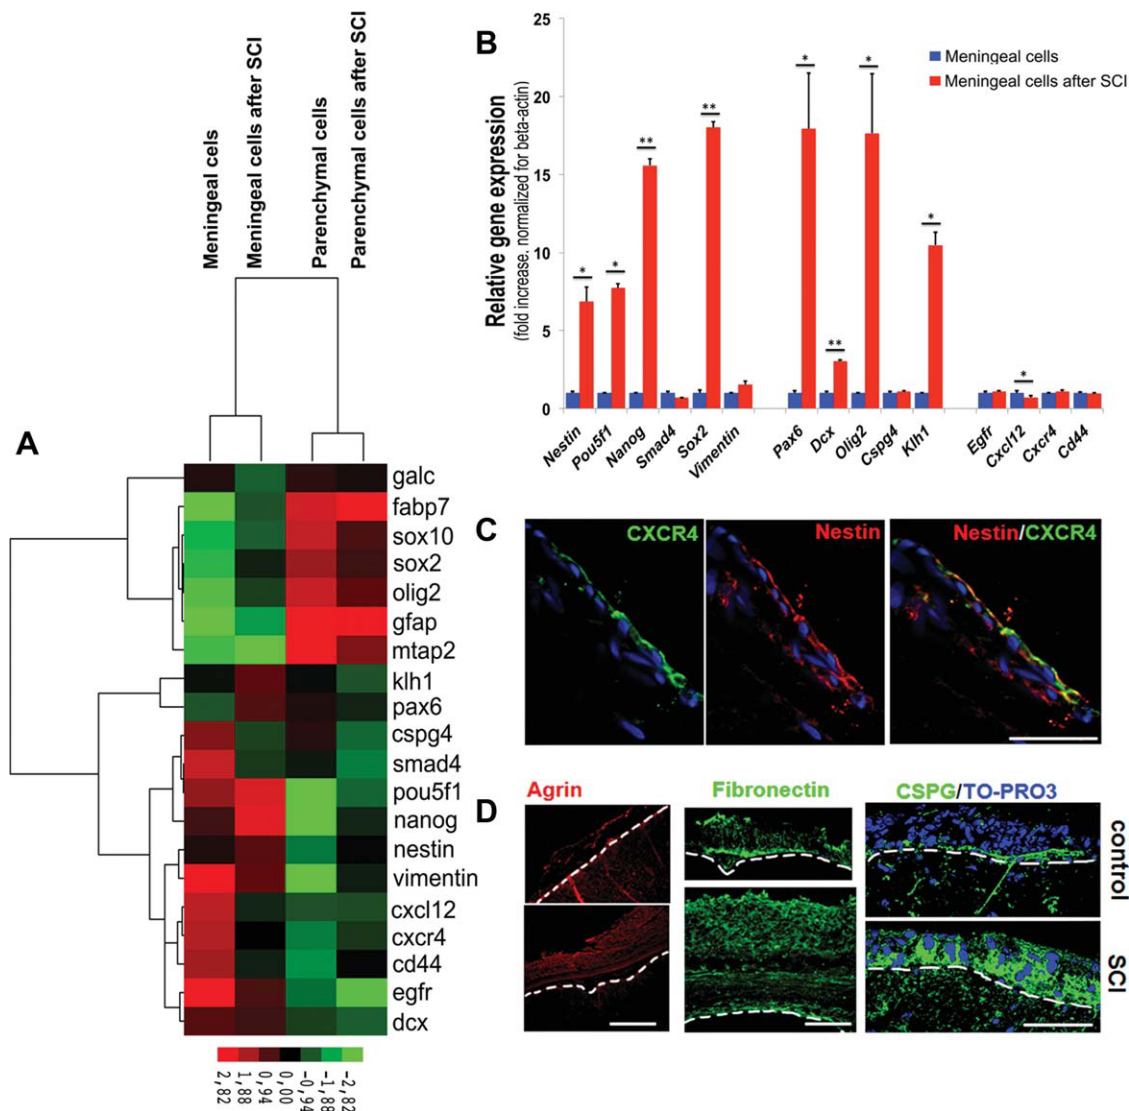 A
Meningeal cels
Meningeal cells after SCI
Parenchymal cells
Parenchymal cells after SCI
galc
fabp7
sox10
sox2
olig2
gfap
mtap2
klh1
pax6
cspg4
smad4
pou5f1
nanog
nestin
vimentin
cxcl12
cxcr4
cd44
egfr
dcx
2,82
1,88
0,94
0,00
-0,94
-1,88
-2,82
B
Relative gene expression
(fold increase, normalized for beta-actin)
25
20
15
10
5
0
Meningeal cells
Meningeal cells after SCI
* * ** ** * ** * * *
Nestin
Pou5f1
Nanog
Smad4
Sox2
Vimentin
Pax6
Dcx
Olig2
Cspg4
Klh1
Egfr
Cxcl12
Cxcr4
Cd44
C
CXCR4
Nestin
Nestin/CXCR4
D
Agrin
Fibronectin
CSPG/TO-PRO3
control
SCI